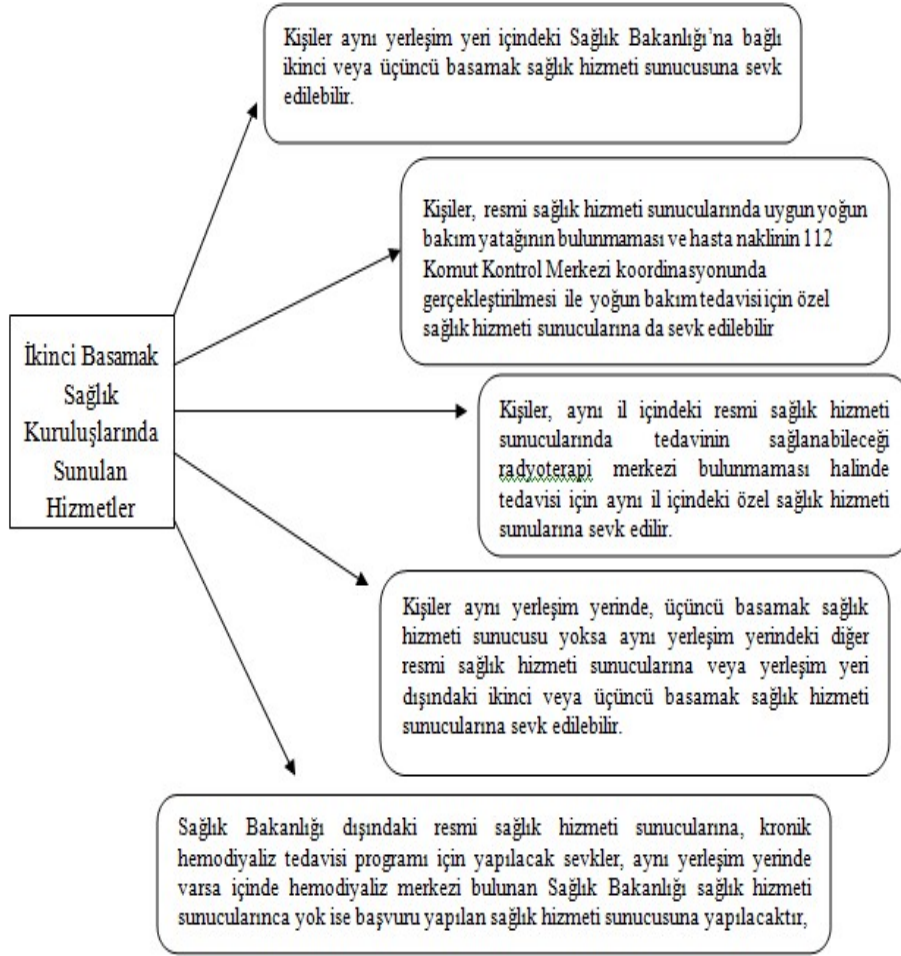 Kişiler aynı yerleşim yeri içindeki Sağlık Bakanlığı'na bağlı
ikinci veya üçüncü basamak sağlık hizmeti sunucusuna sevk
edilebilir.
Kişiler, resmi sağlık hizmeti sunucularında uygun yoğun
bakım yatağının bulunmaması ve hasta naklinin 112
Komut Kontrol Merkezi koordinasyonunda
gerçekleştirilmesi ile yoğun bakım tedavisi için özel
sağlık hizmeti sunucularına da sevk edilebilir
İkinci Basamak
Sağlık
Kuruluşlarında
Sunulan
Hizmetler
Kişiler, aynı il içindeki resmi sağlık hizmeti
sunucularında tedavinin sağlanabileceği
radyoterapi merkezi bulunmaması halinde
tedavisi için aynı il içindeki özel sağlık hizmeti
sunularına sevk edilir.
Kişiler aynı yerleşim yerinde, üçüncü basamak sağlık
hizmeti sunucusu yoksa aynı yerleşim yerindeki diğer
resmi sağlık hizmeti sunucularına veya yerleşim yeri
dışındaki ikinci veya üçüncü basamak sağlık hizmeti
sunucularına sevk edilebilir.
Sağlık Bakanlığı dışındaki resmi sağlık hizmeti sunucularına, kronik
hemodiyaliz tedavisi programı için yapılacak sevkler, aynı yerleşim yerinde
varsa içinde hemodiyaliz merkezi bulunan Sağlık Bakanlığı sağlık hizmeti
sunucularınca yok ise başvuru yapılan sağlık hizmeti sunucusuna yapılacaktır,